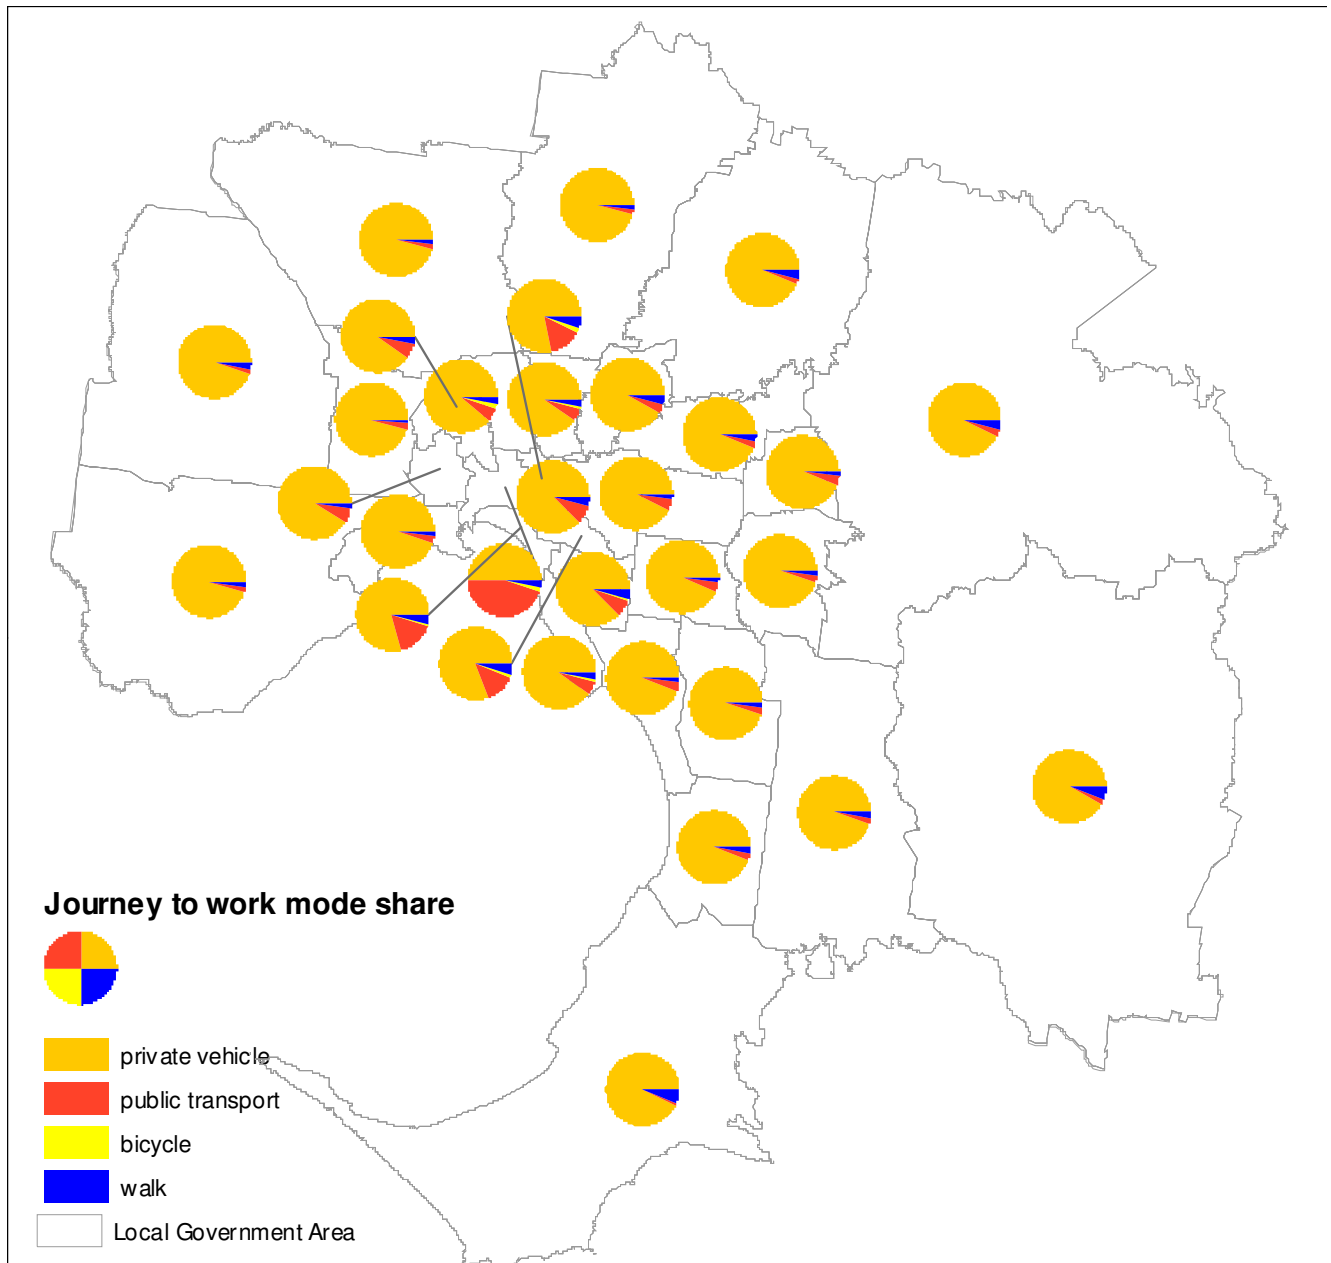 Journey to work mode share
private vehicle
public transport
bicycle
walk
Local Government Area